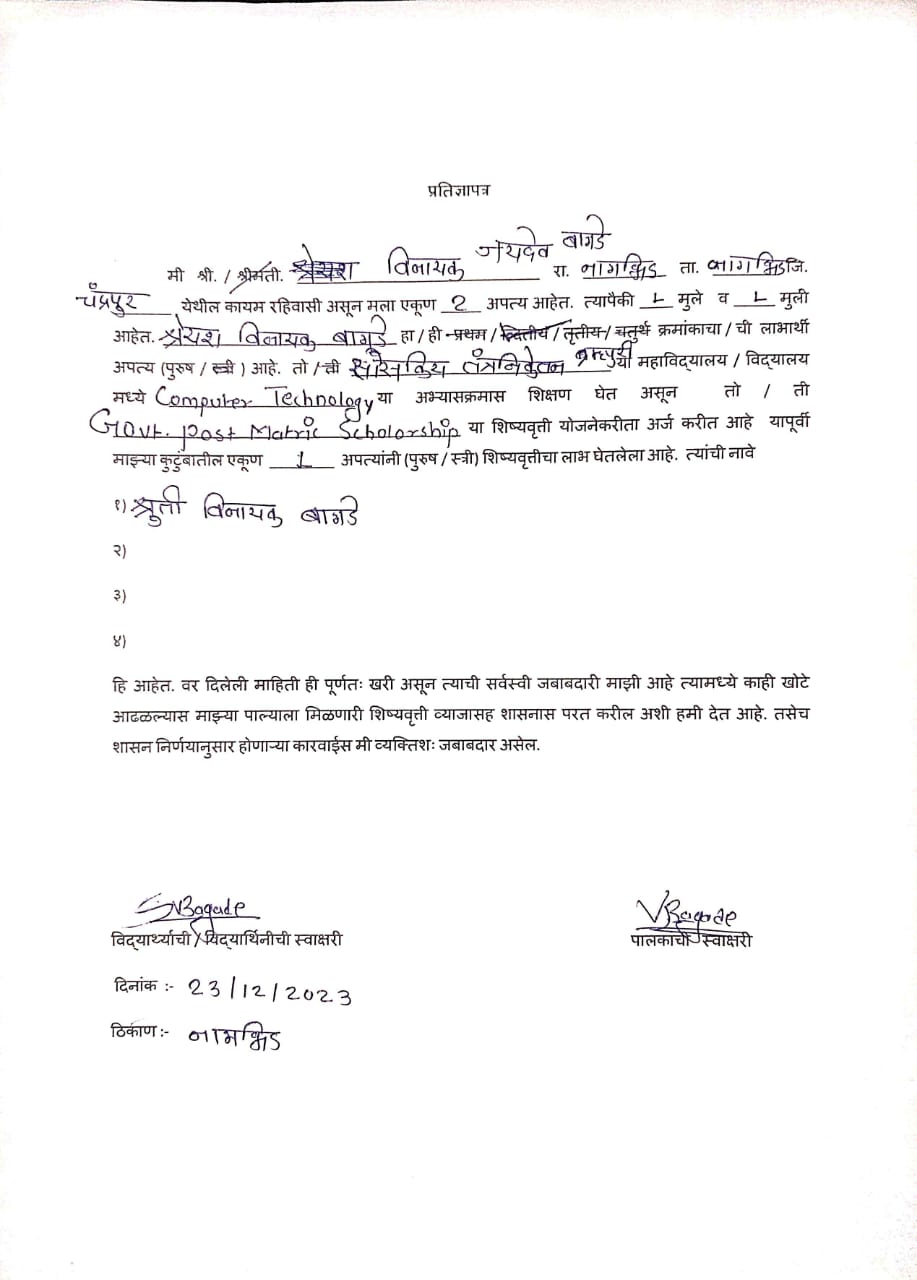 प्रतिज्ञापत्र
मी श्री. / श्रीमती. श्रेयश विनायक जयदेव बागडे रा. नागभिड ता. नागभिड जि.
चंद्रपुर येथील कायम रहिवासी असून मला एकूण 2 अपत्य आहेत. त्यापैकी 1 मुले व 1 मुली
आहेत. श्रेयश विनायक बागडे हा / ही प्रथम / द्वितीय / तृतीय / चतुर्थ क्रमांकाचा / ची लाभार्थी
अपत्य (पुरुष / स्त्री ) आहे. तो / ती तंत्रनिकेतन ब्रम्हपुरी या महाविद्यालय / विद्यालय
मध्ये Computer Technology या अभ्यासक्रमास शिक्षण घेत असून तो / ती
Govt. post Matric Scholorship या शिष्यवृत्ती योजनेकरीता अर्ज करीत आहे यापूर्वी
माझ्या कुटुंबातील एकूण 1 अपत्यांनी (पुरुष / स्त्री) शिष्यवृत्तीचा लाभ घेतलेला आहे. त्यांची नावे
१) श्रुती विनायक बागडे
२)
३)
४)
हि आहेत. वर दिलेली माहिती ही पूर्णतः खरी असून त्याची सर्वस्वी जबाबदारी माझी आहे त्यामध्ये काही खोटे
आढळल्यास माझ्या पाल्याला मिळणारी शिष्यवृत्ती व्याजासह शासनास परत करील अशी हमी देत आहे. तसेच
शासन निर्णयानुसार होणाऱ्या कारवाईस मी व्यक्तिशः जबाबदार असेल.
SVBagade VBagade
विद्यार्थ्याची / विद्यार्थिनीची स्वाक्षरी पालकाची स्वाक्षरी
दिनांक :- 23/12/2023
ठिकाण :- नागभिड